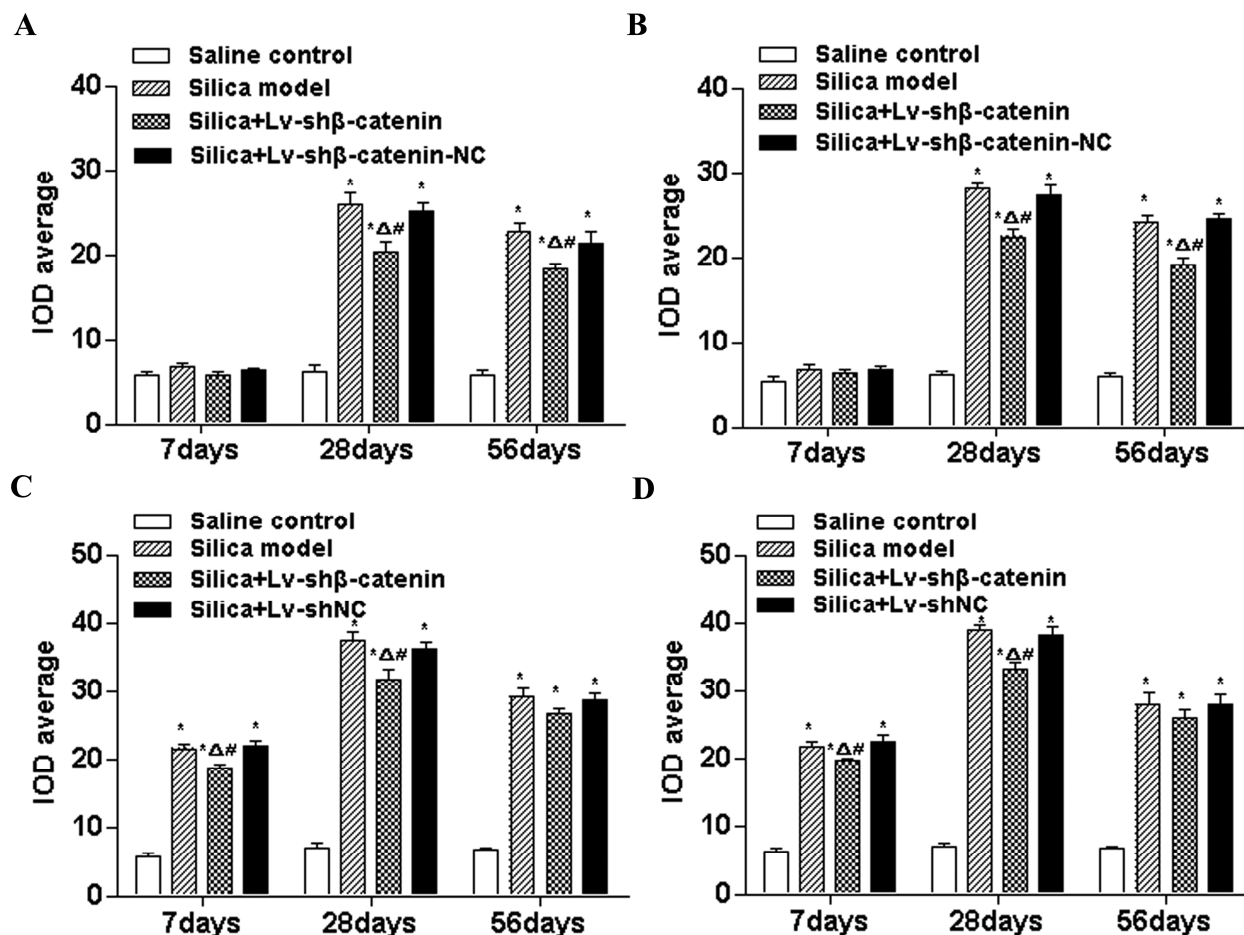 A
Saline control
Silica model
Silica+Lv-shβ-catenin
Silica+Lv-shβ-catenin-NC
40
30
20
10
0
IOD average
* *Δ# *
* *Δ# *
7days 28days 56days
B
Saline control
Silica model
Silica+Lv-shβ-catenin
Silica+Lv-shβ-catenin-NC
40
30
20
10
0
IOD average
* *Δ# *
* *Δ# *
7days 28days 56days
C
Saline control
Silica model
Silica+Lv-shβ-catenin
Silica+Lv-shNC
50
40
30
20
10
0
IOD average
* *Δ# *
* *Δ# *
* * *
7days 28days 56days
D
Saline control
Silica model
Silica+Lv-shβ-catenin
Silica+Lv-shNC
50
40
30
20
10
0
IOD average
* *Δ# *
* *Δ# *
* * *
7days 28days 56days